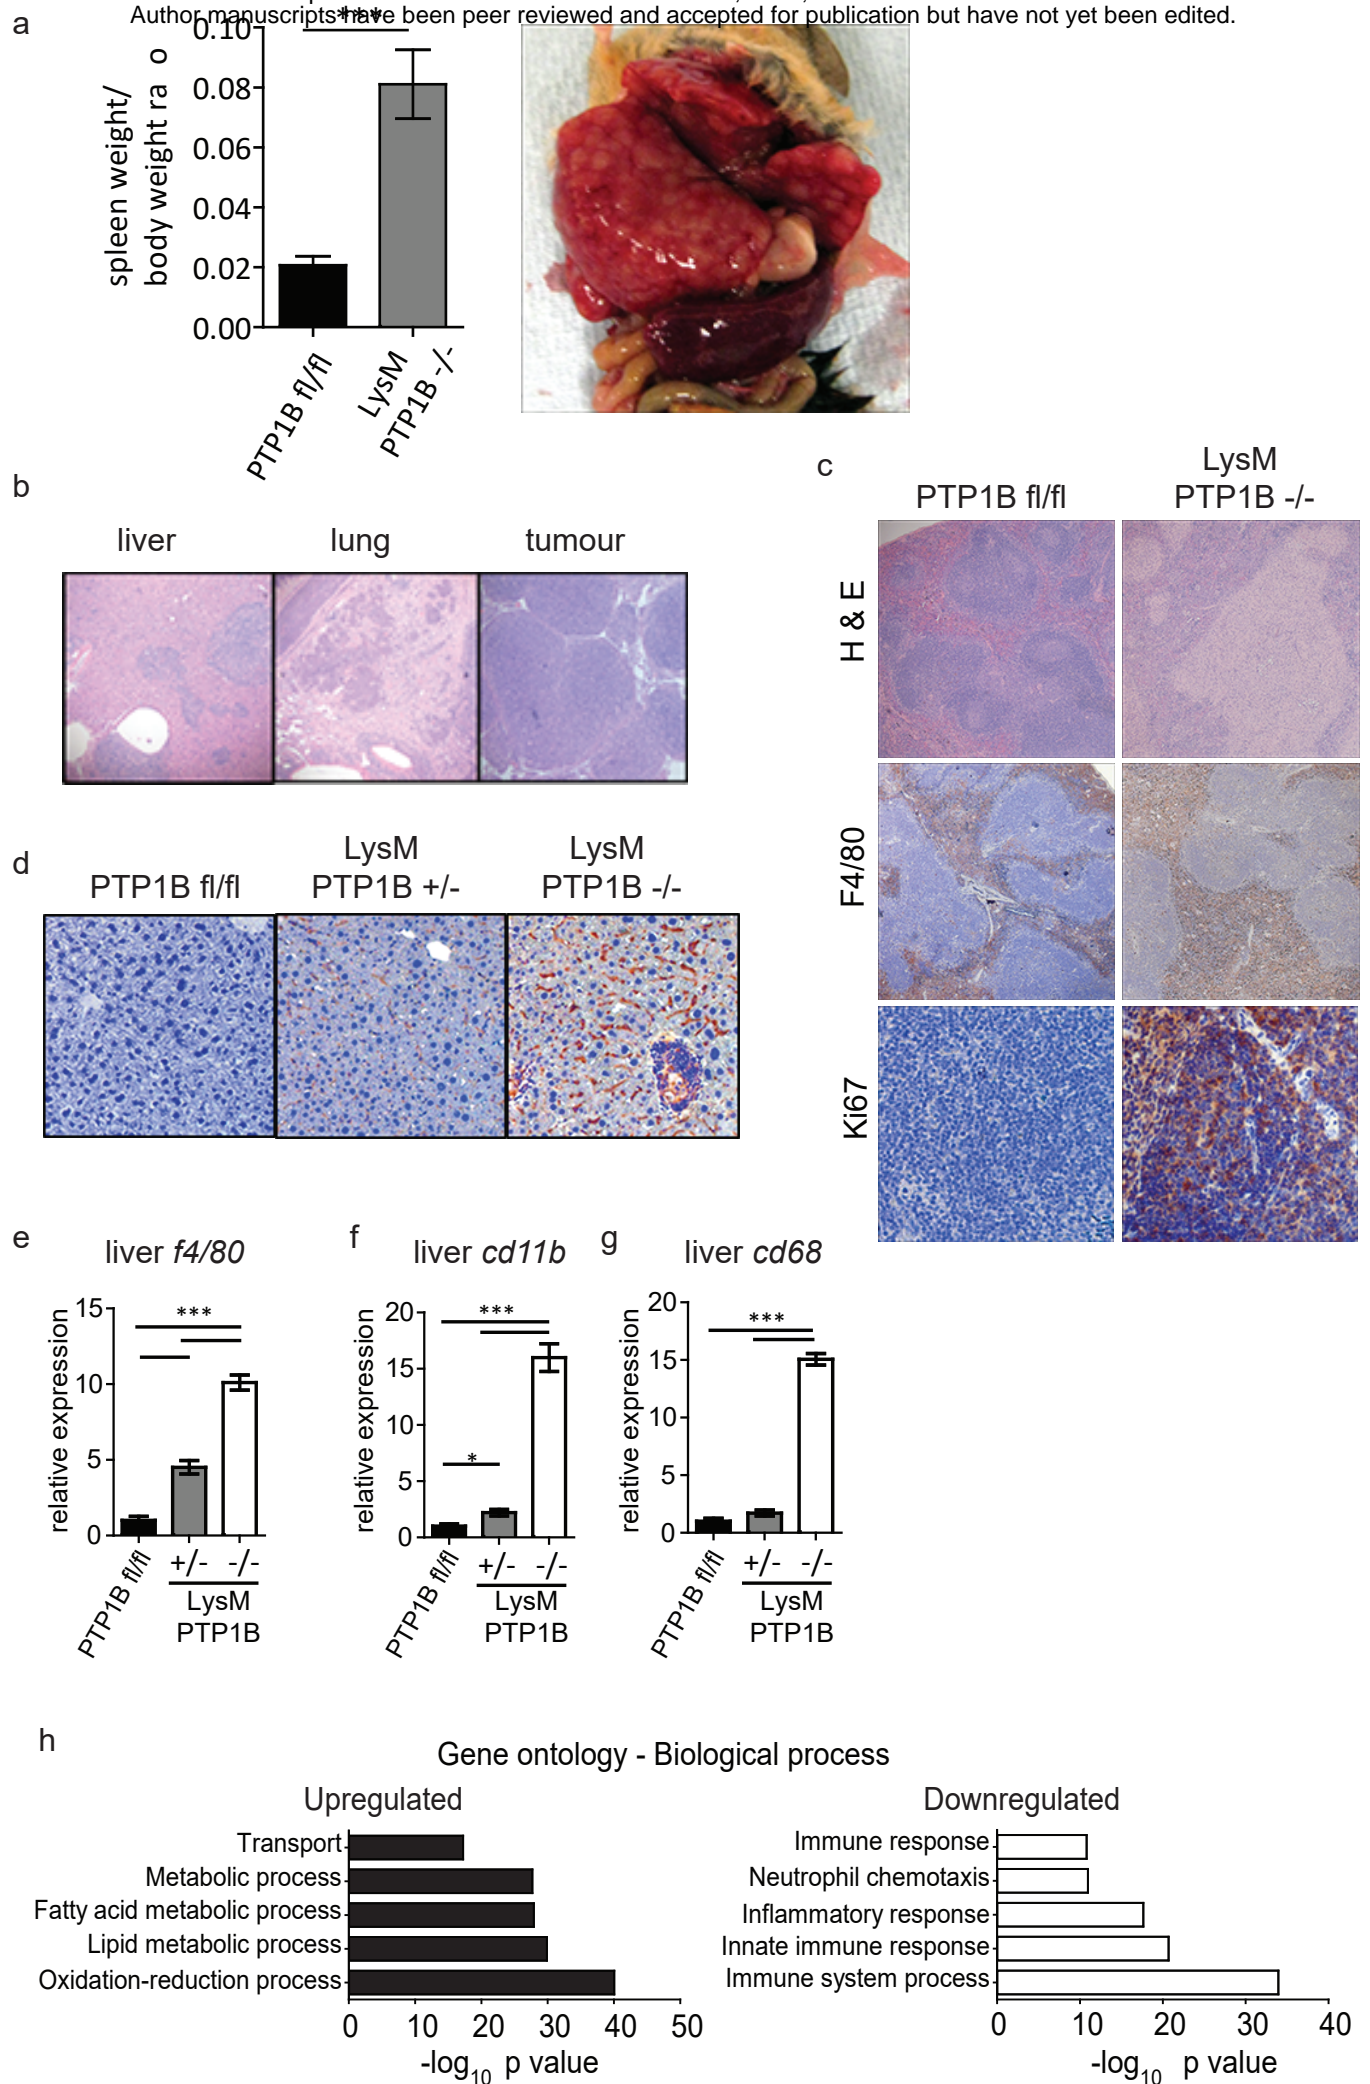 Author manuscripts have been peer reviewed and accepted for publication but have not yet been edited.
a
***
spleen weight/
body weight ra o
0.10
0.08
0.06
0.04
0.02
0.00
PTP1B fl/fl
LysM
PTP1B -/-
b
liver lung tumour
c
PTP1B fl/fl
LysM
PTP1B -/-
H & E
F4/80
Ki67
d
PTP1B fl/fl
LysM
PTP1B +/-
LysM
PTP1B -/-
e
liver f4/80
relative expression
15
10
5
0
***
PTP1B fl/fl
+/- -/-
LysM
PTP1B
f
liver cd11b
relative expression
20
15
10
5
0
***
*
PTP1B fl/fl
+/- -/-
LysM
PTP1B
g
liver cd68
relative expression
20
15
10
5
0
***
PTP1B fl/fl
+/- -/-
LysM
PTP1B
h
Gene ontology - Biological process
Upregulated
Transport
Metabolic process
Fatty acid metabolic process
Lipid metabolic process
Oxidation-reduction process
0 10 20 30 40 50
-log10 p value
Downregulated
Immune response
Neutrophil chemotaxis
Inflammatory response
Innate immune response
Immune system process
0 10 20 30 40
-log10 p value